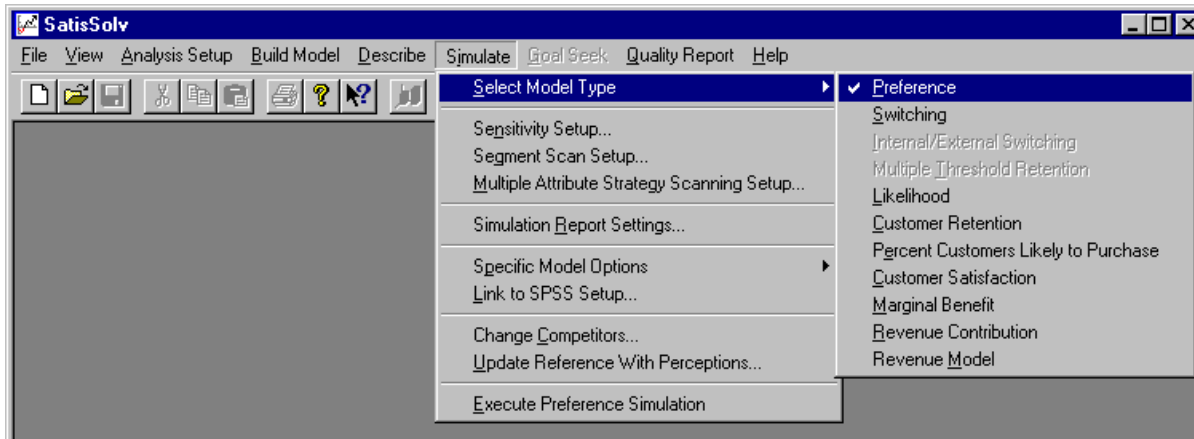 SatisSolv
File View Analysis Setup Build Model Describe Simulate Goal Seek Quality Report Help
Select Model Type
Sensitivity Setup...
Segment Scan Setup...
Multiple Attribute Strategy Scanning Setup...
Simulation Report Settings...
Specific Model Options
Link to SPSS Setup...
Change Competitors...
Update Reference With Perceptions...
Execute Preference Simulation
Preference
Switching
Internal/External Switching
Multiple Threshold Retention
Likelihood
Customer Retention
Percent Customers Likely to Purchase
Customer Satisfaction
Marginal Benefit
Revenue Contribution
Revenue Model